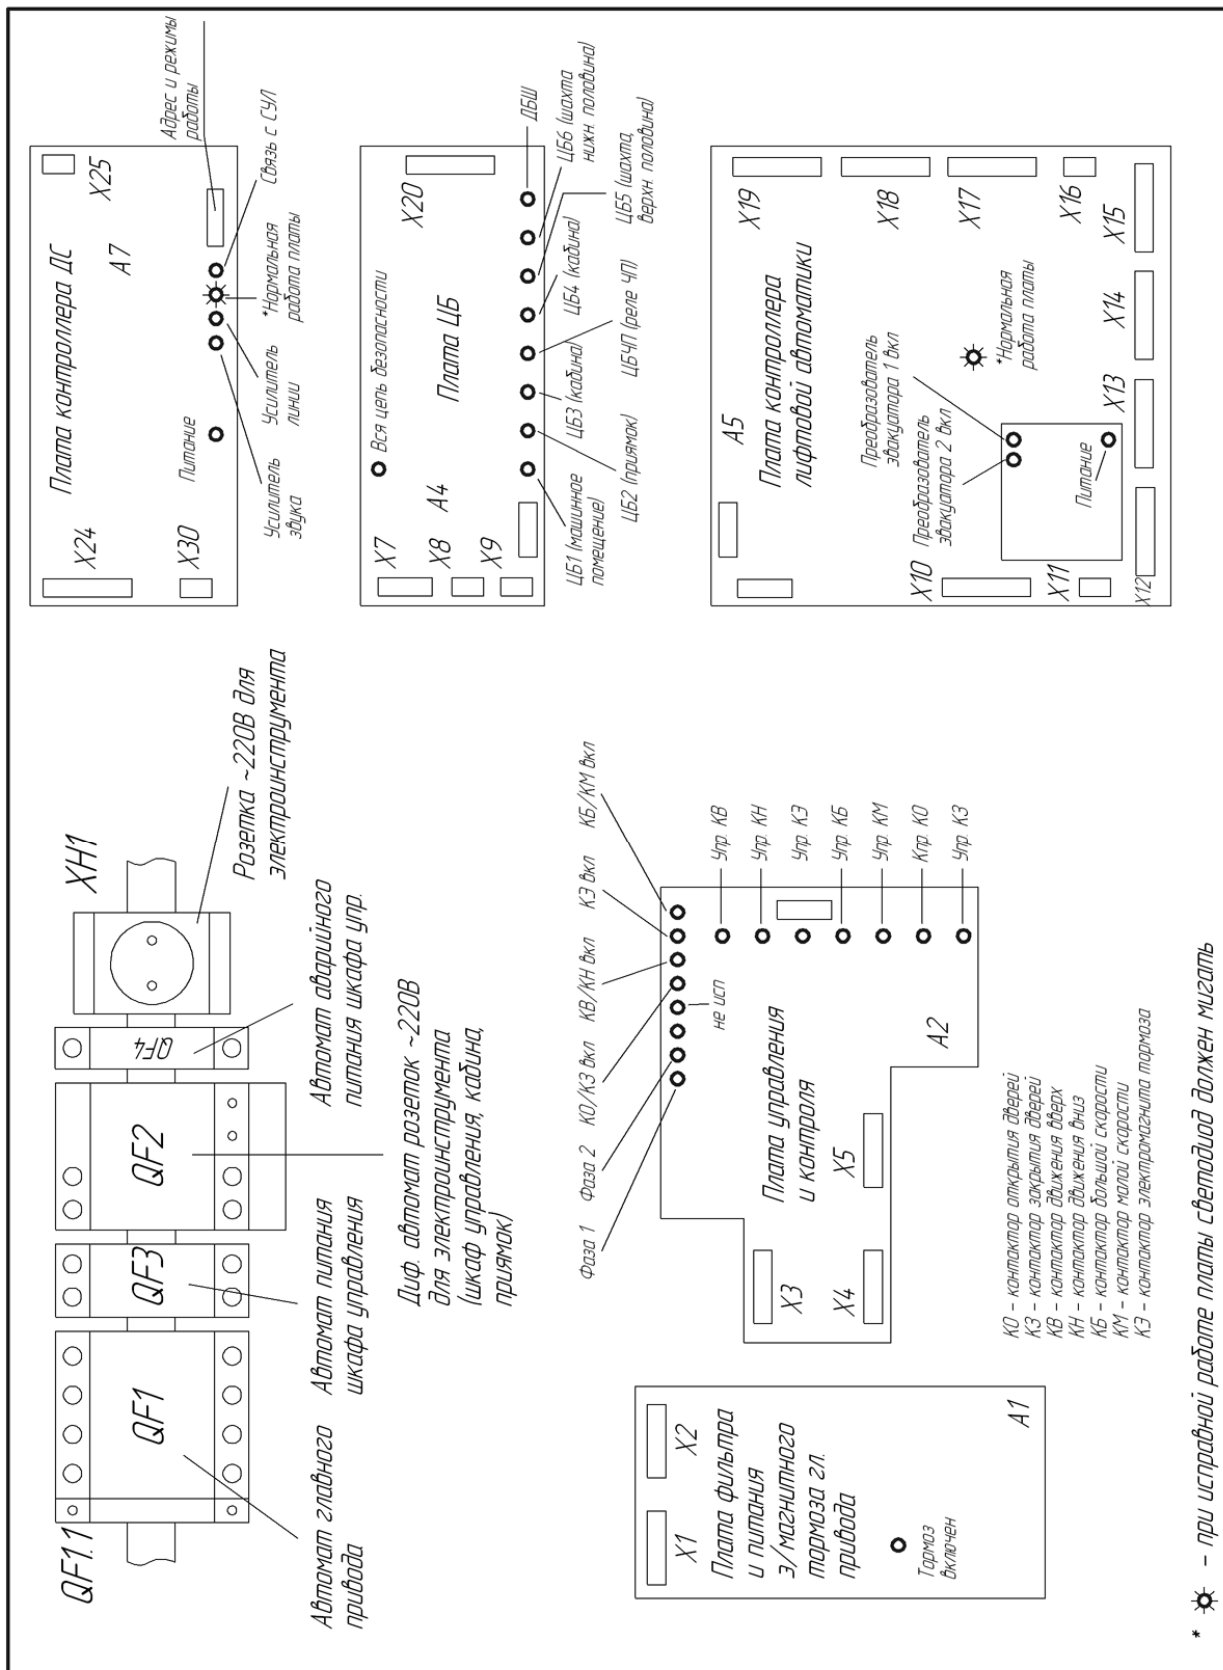 QF1.1
QF1
QF3
QF2
QF4
XH1
Автомат главного
привода
Автомат питания
шкафа управления
Диф. автомат розеток ~220В
для электроинструмента
(шкаф управления, кабина,
приямок)
Автомат аварийного
питания шкафа упр.
Розетка ~220В для
электроинструмента
X1
X2
Плата фильтра
и питания
э/магнитного
тормоза гл.
привода
Тормоз
включен
A1
Фаза 1
Фаза 2
КО/КЗ вкл
КВ/КН вкл
КЭ вкл
КБ/КМ вкл
не исп
Плата управления
и контроля
X3
X4
X5
A2
Упр. КВ
Упр. КН
Упр. КЭ
Упр. КБ
Упр. КМ
Кпр. КО
Упр. КЗ
КО – контактор открытия дверей
КЗ – контактор закрытия дверей
КВ – контактор движения вверх
КН – контактор движения вниз
КБ – контактор большой скорости
КМ – контактор малой скорости
КЭ – контактор электромагнита тормоза
Плата контроллера ДС
A7
X24
X25
X30
Питание
Усилитель
звука
Усилитель
линии
*Нормальная
работа платы
Связь с СУЛ
Адрес и режимы
работы
Вся цепь безопасности
X7
X8
X9
A4
Плата ЦБ
X20
ЦБ1 (машинное
помещение)
ЦБ2 (приямок)
ЦБ3 (кабина)
ЦБЧП (реле ЧП)
ЦБ4 (кабина)
ЦБ5 (шахта,
верхн. половина)
ЦБ6 (шахта
нижн. половина)
ДБШ
A5
Плата контроллера
лифтовой автоматики
X19
X18
X17
X16
X15
X14
X13
X12
X11
X10
Преобразователь
эвакуатора 1 вкл
Преобразователь
эвакуатора 2 вкл
*Нормальная
работа платы
Питание
* – при исправной работе платы светодиод должен мигать